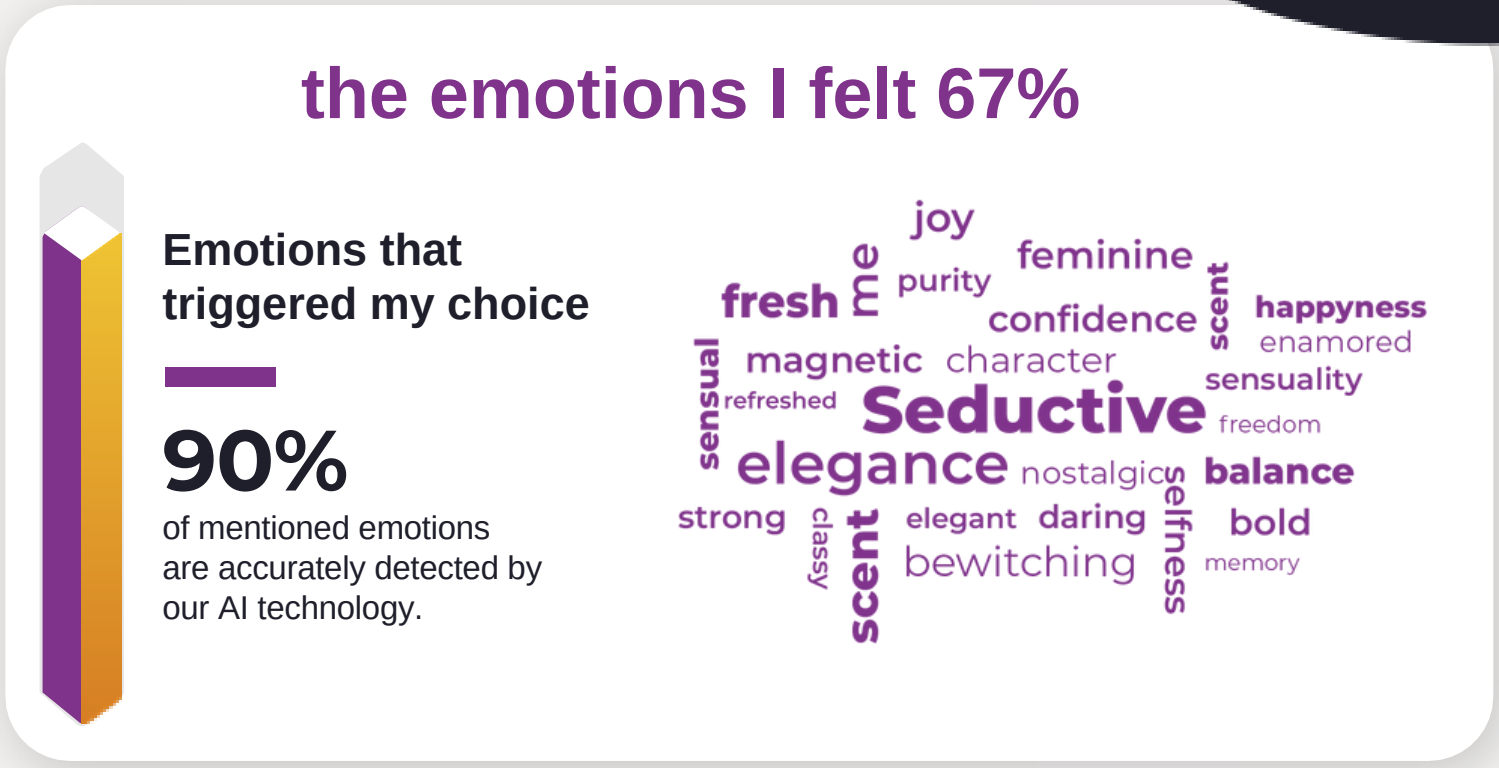 the emotions I felt 67%
Emotions that
triggered my choice
90%
of mentioned emotions
are accurately detected by
our AI technology.
joy
feminine
me
purity
scent
fresh
happyness
confidence
enamored
sensual
magnetic
character
sensuality
refreshed
Seductive
freedom
elegance
nostalgic
balance
selfness
strong
classy
scent
elegant
daring
bold
bewitching
memory